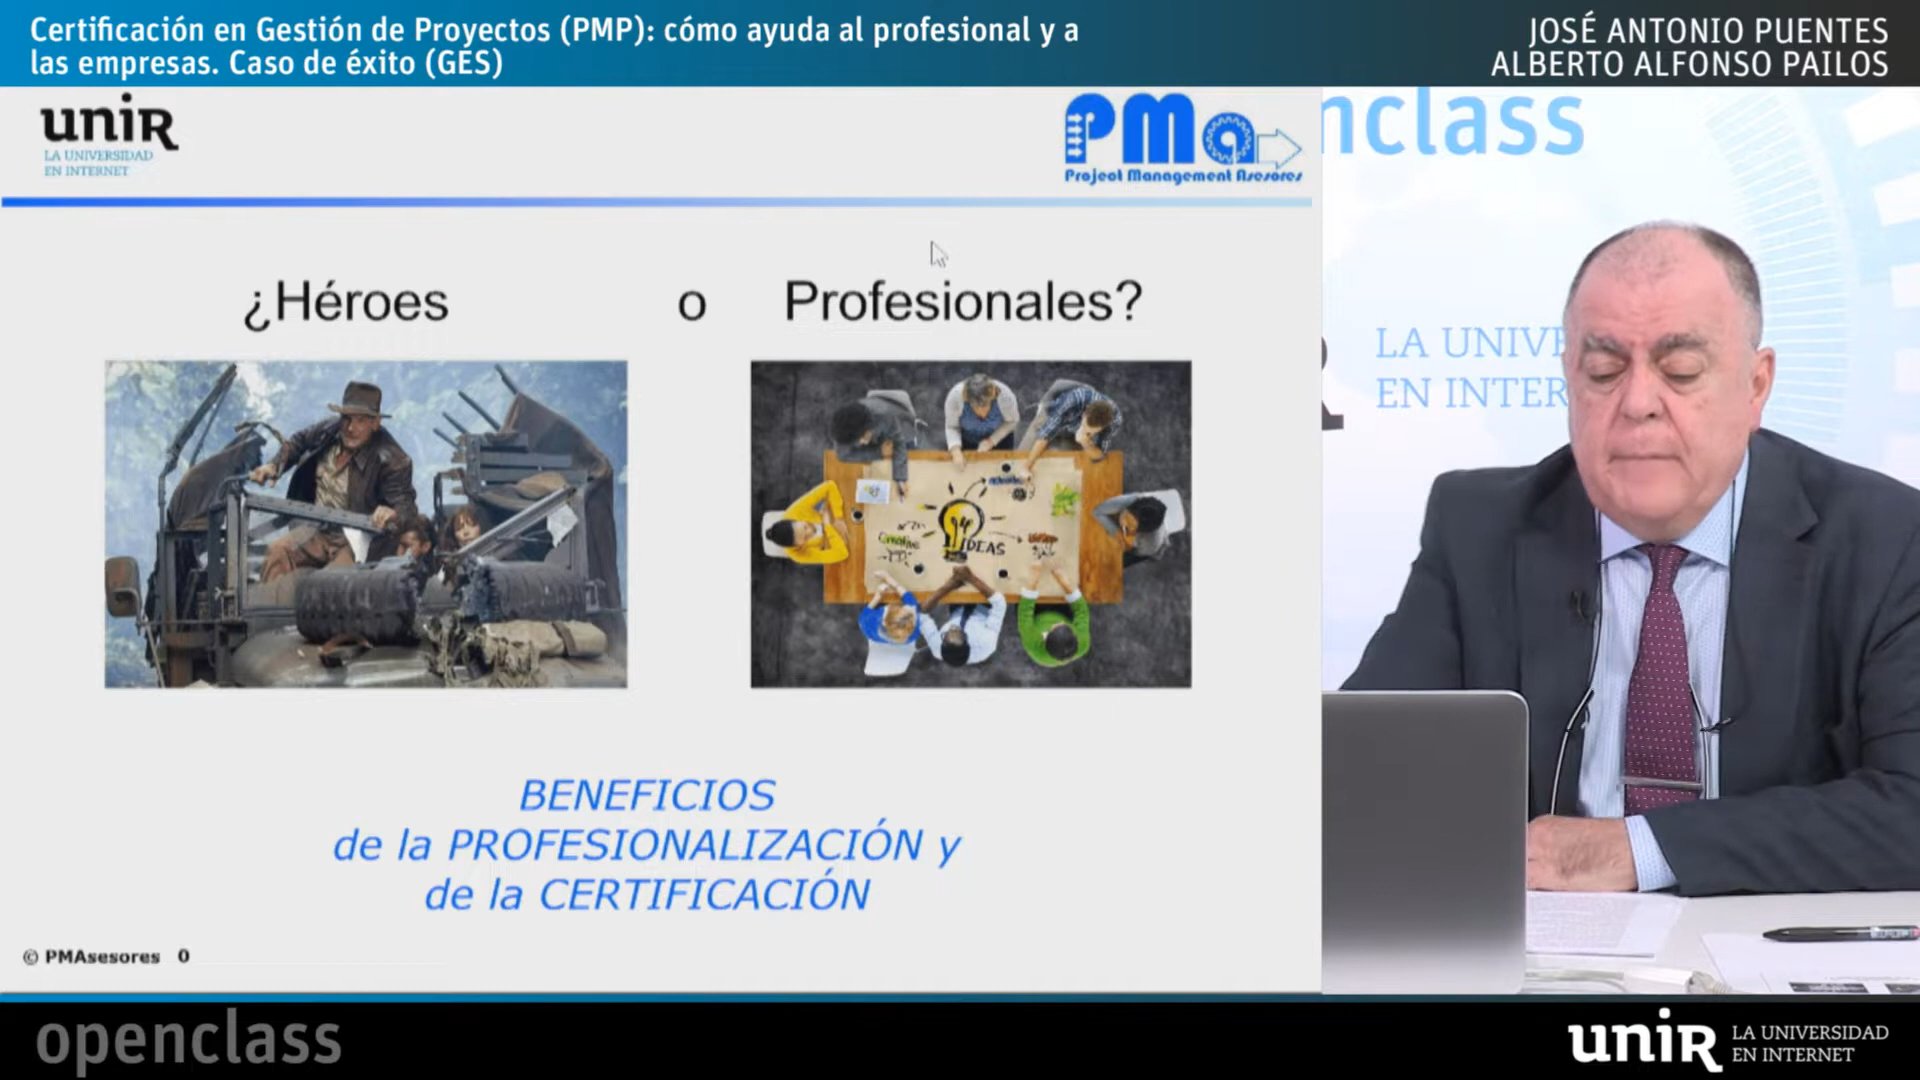 Certificación en Gestión de Proyectos (PMP): cómo ayuda al profesional y a
las empresas. Caso de éxito (GES)
JOSÉ ANTONIO PUENTES
ALBERTO ALFONSO PAILOS
unir
LA UNIVERSIDAD
EN INTERNET
PMa
Project Management Asesores
nclass
LA UNIVE
EN INTER
¿Héroes o Profesionales?
Creative
IDEAS
BENEFICIOS
de la PROFESIONALIZACIÓN y
de la CERTIFICACIÓN
© PMAsesores 0
openclass
unir
LA UNIVERSIDAD
EN INTERNET